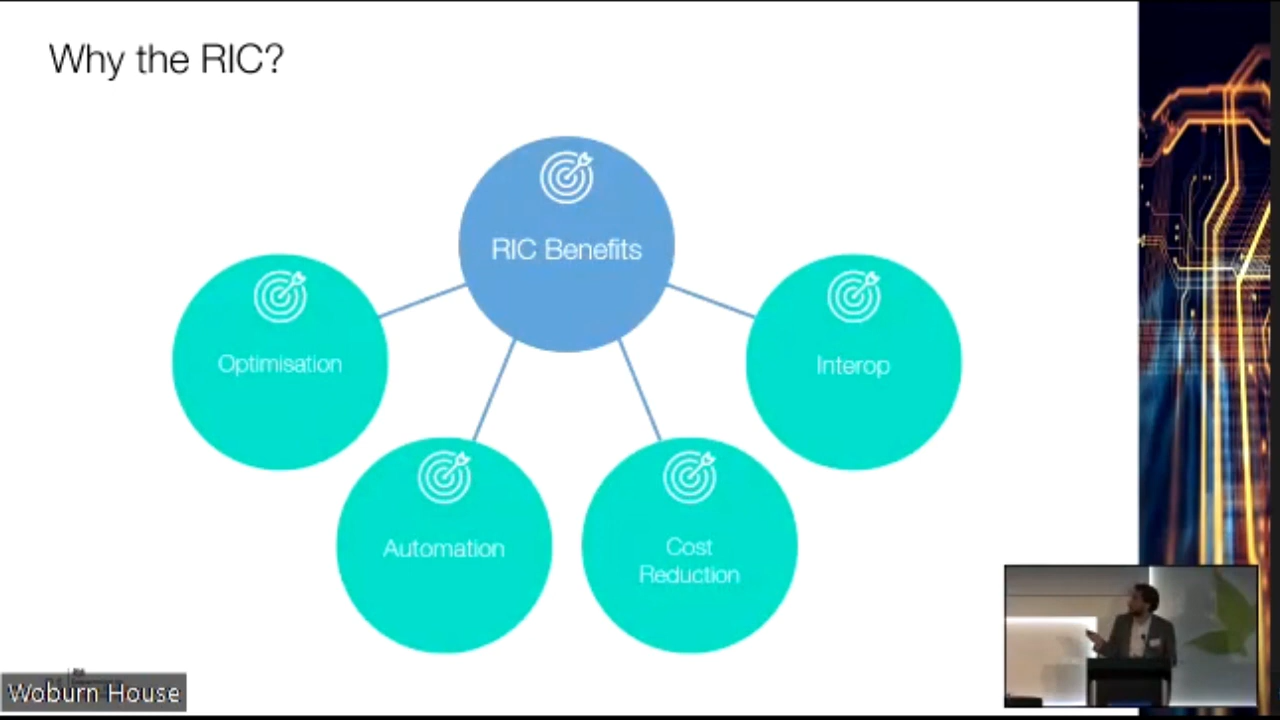 Why the RIC?
RIC Benefits
Optimisation
Interop
Automation
Cost
Reduction
Woburn House